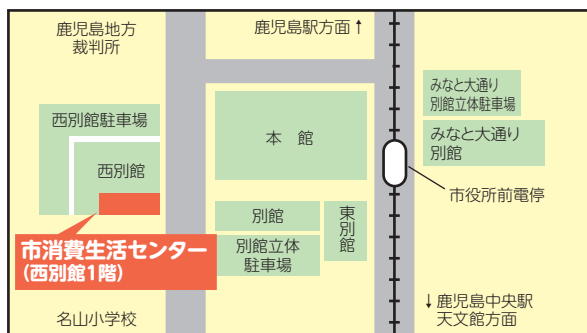 鹿児島地方
裁判所
鹿児島駅方面↑
みなと大通り
別館立体駐車場
西別館駐車場
みなと大通り
別館
本 館
西別館
市役所前電停
別館
東別館
別館立体
駐車場
市消費生活センター
(西別館1階)
名山小学校
↓鹿児島中央駅
天文館方面